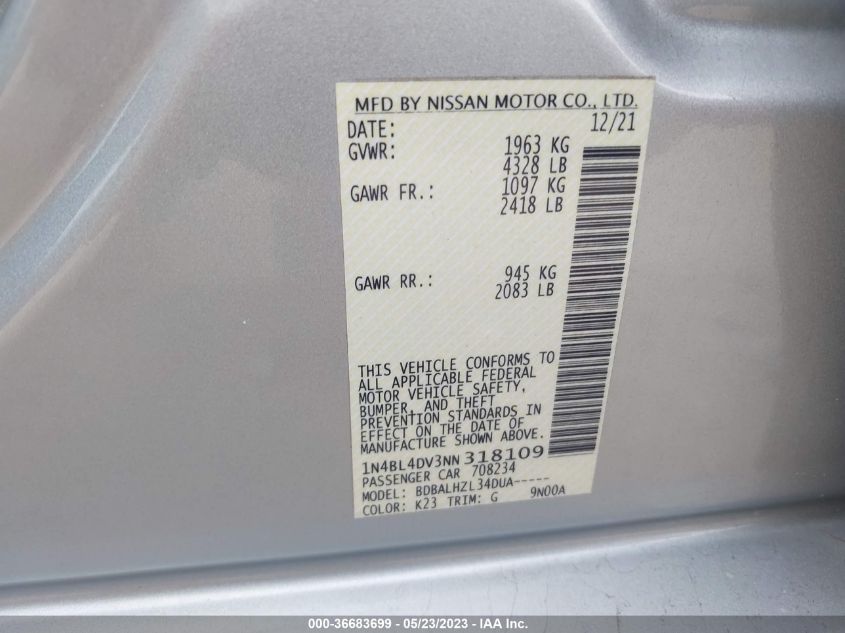 MFD BY NISSAN MOTOR CO., LTD.
DATE: 12/21
GVWR: 1963 KG
4328 LB
GAWR FR.: 1097 KG
2418 LB
GAWR RR.: 945 KG
2083 LB
THIS VEHICLE CONFORMS TO
ALL APPLICABLE FEDERAL
MOTOR VEHICLE SAFETY,
BUMPER, AND THEFT
PREVENTION STANDARDS IN
EFFECT ON THE DATE OF
MANUFACTURE SHOWN ABOVE.
1N4BL4DV3NN 318109
PASSENGER CAR 708234
MODEL: BDBALHZL34DUA-----
COLOR: K23 TRIM: G 9N00A
000-36683699 - 05/23/2023 - IAA Inc.